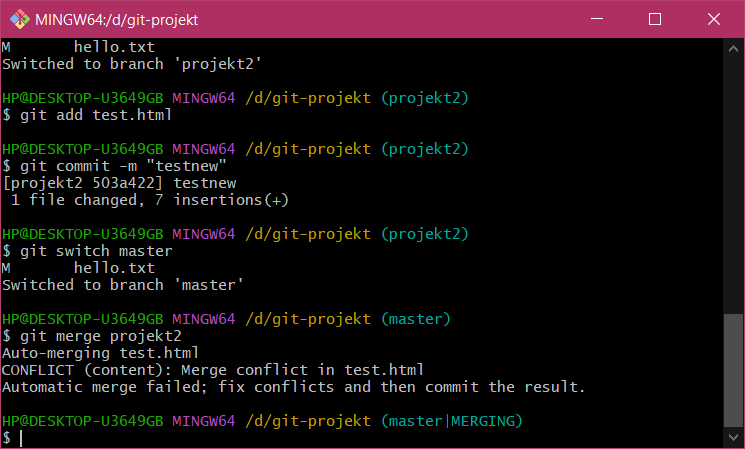 MINGW64:/d/git-projekt
M       hello.txt
Switched to branch 'projekt2'
HP@DESKTOP-U3649GB MINGW64 /d/git-projekt (projekt2)
$ git add test.html
HP@DESKTOP-U3649GB MINGW64 /d/git-projekt (projekt2)
$ git commit -m "testnew"
[projekt2 503a422] testnew
 1 file changed, 7 insertions(+)
HP@DESKTOP-U3649GB MINGW64 /d/git-projekt (projekt2)
$ git switch master
M       hello.txt
Switched to branch 'master'
HP@DESKTOP-U3649GB MINGW64 /d/git-projekt (master)
$ git merge projekt2
Auto-merging test.html
CONFLICT (content): Merge conflict in test.html
Automatic merge failed; fix conflicts and then commit the result.
HP@DESKTOP-U3649GB MINGW64 /d/git-projekt (master|MERGING)
$